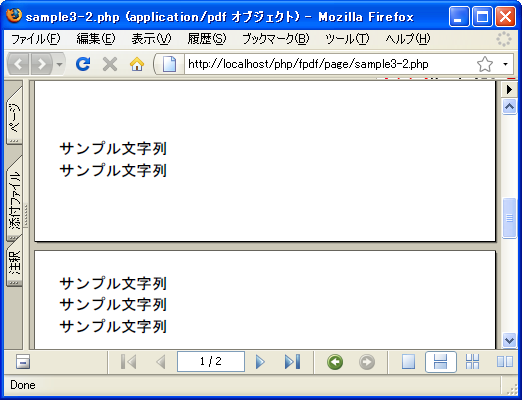 sample3-2.php (application/pdf オブジェクト) - Mozilla Firefox
ファイル(F) 編集(E) 表示(V) 履歴(S) ブックマーク(B) ツール(T) ヘルプ(H)
http://localhost/php/fpdf/page/sample3-2.php
ページ
添付ファイル
注釈
サンプル文字列
サンプル文字列
サンプル文字列
サンプル文字列
サンプル文字列
1 / 2
Done